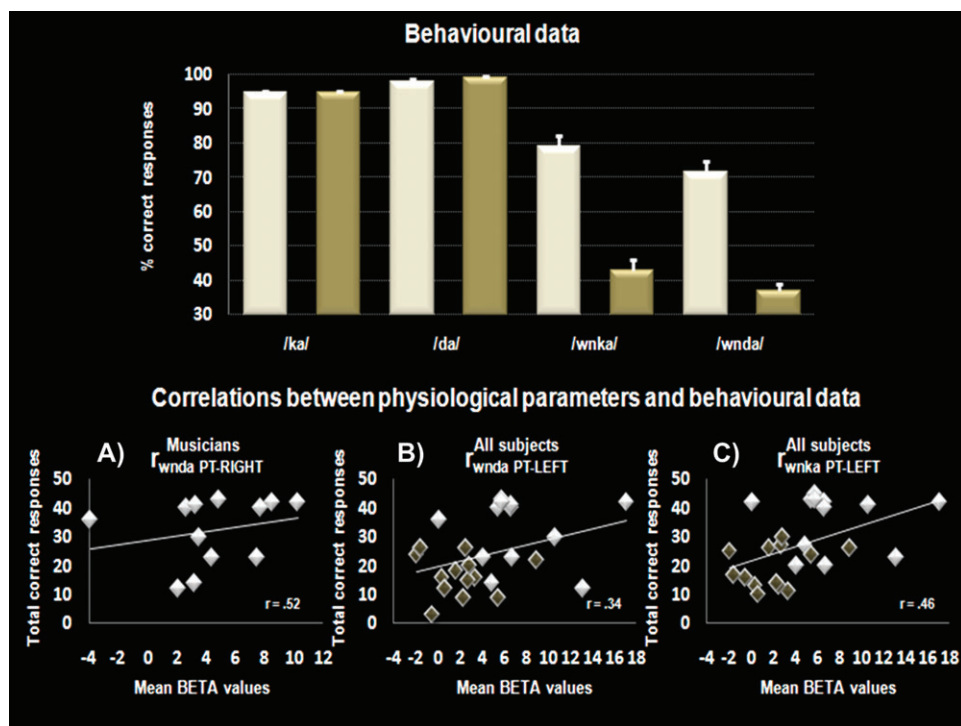 Behavioural data
% correct responses
100
90
80
70
60
50
40
30
/ka/ /da/ /wnka/ /wnda/
Correlations between physiological parameters and behavioural data
A) r Musicians wnda PT-RIGHT
Total correct responses
50
40
30
20
10
0
r = .52
-4 -2 0 2 4 6 8 10 12
Mean BETA values
B) r All subjects wnda PT-LEFT
Total correct responses
50
40
30
20
10
0
r = .34
-4 -2 0 2 4 6 8 10 12 14 16 18
Mean BETA values
C) r All subjects wnka PT-LEFT
Total correct responses
50
40
30
20
10
0
r = .46
-4 -2 0 2 4 6 8 10 12 14 16 18
Mean BETA values